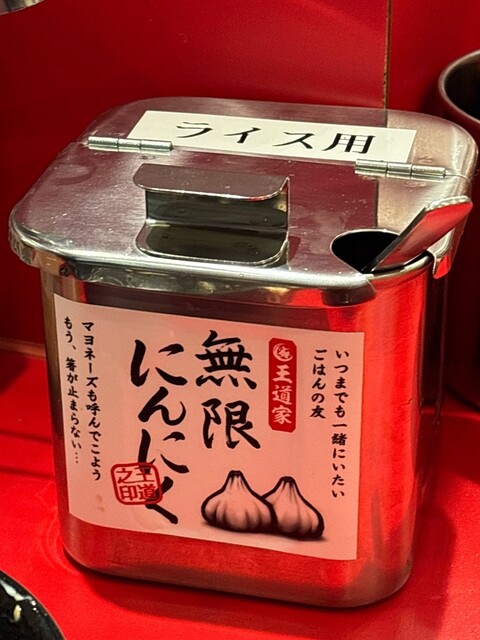 ライス用
いつまでも一緒にいたい
ごはんの友
王道家
無限
にんにく
マヨネーズも呼んでこよう
もう、箸が止まらない…
王道
之印